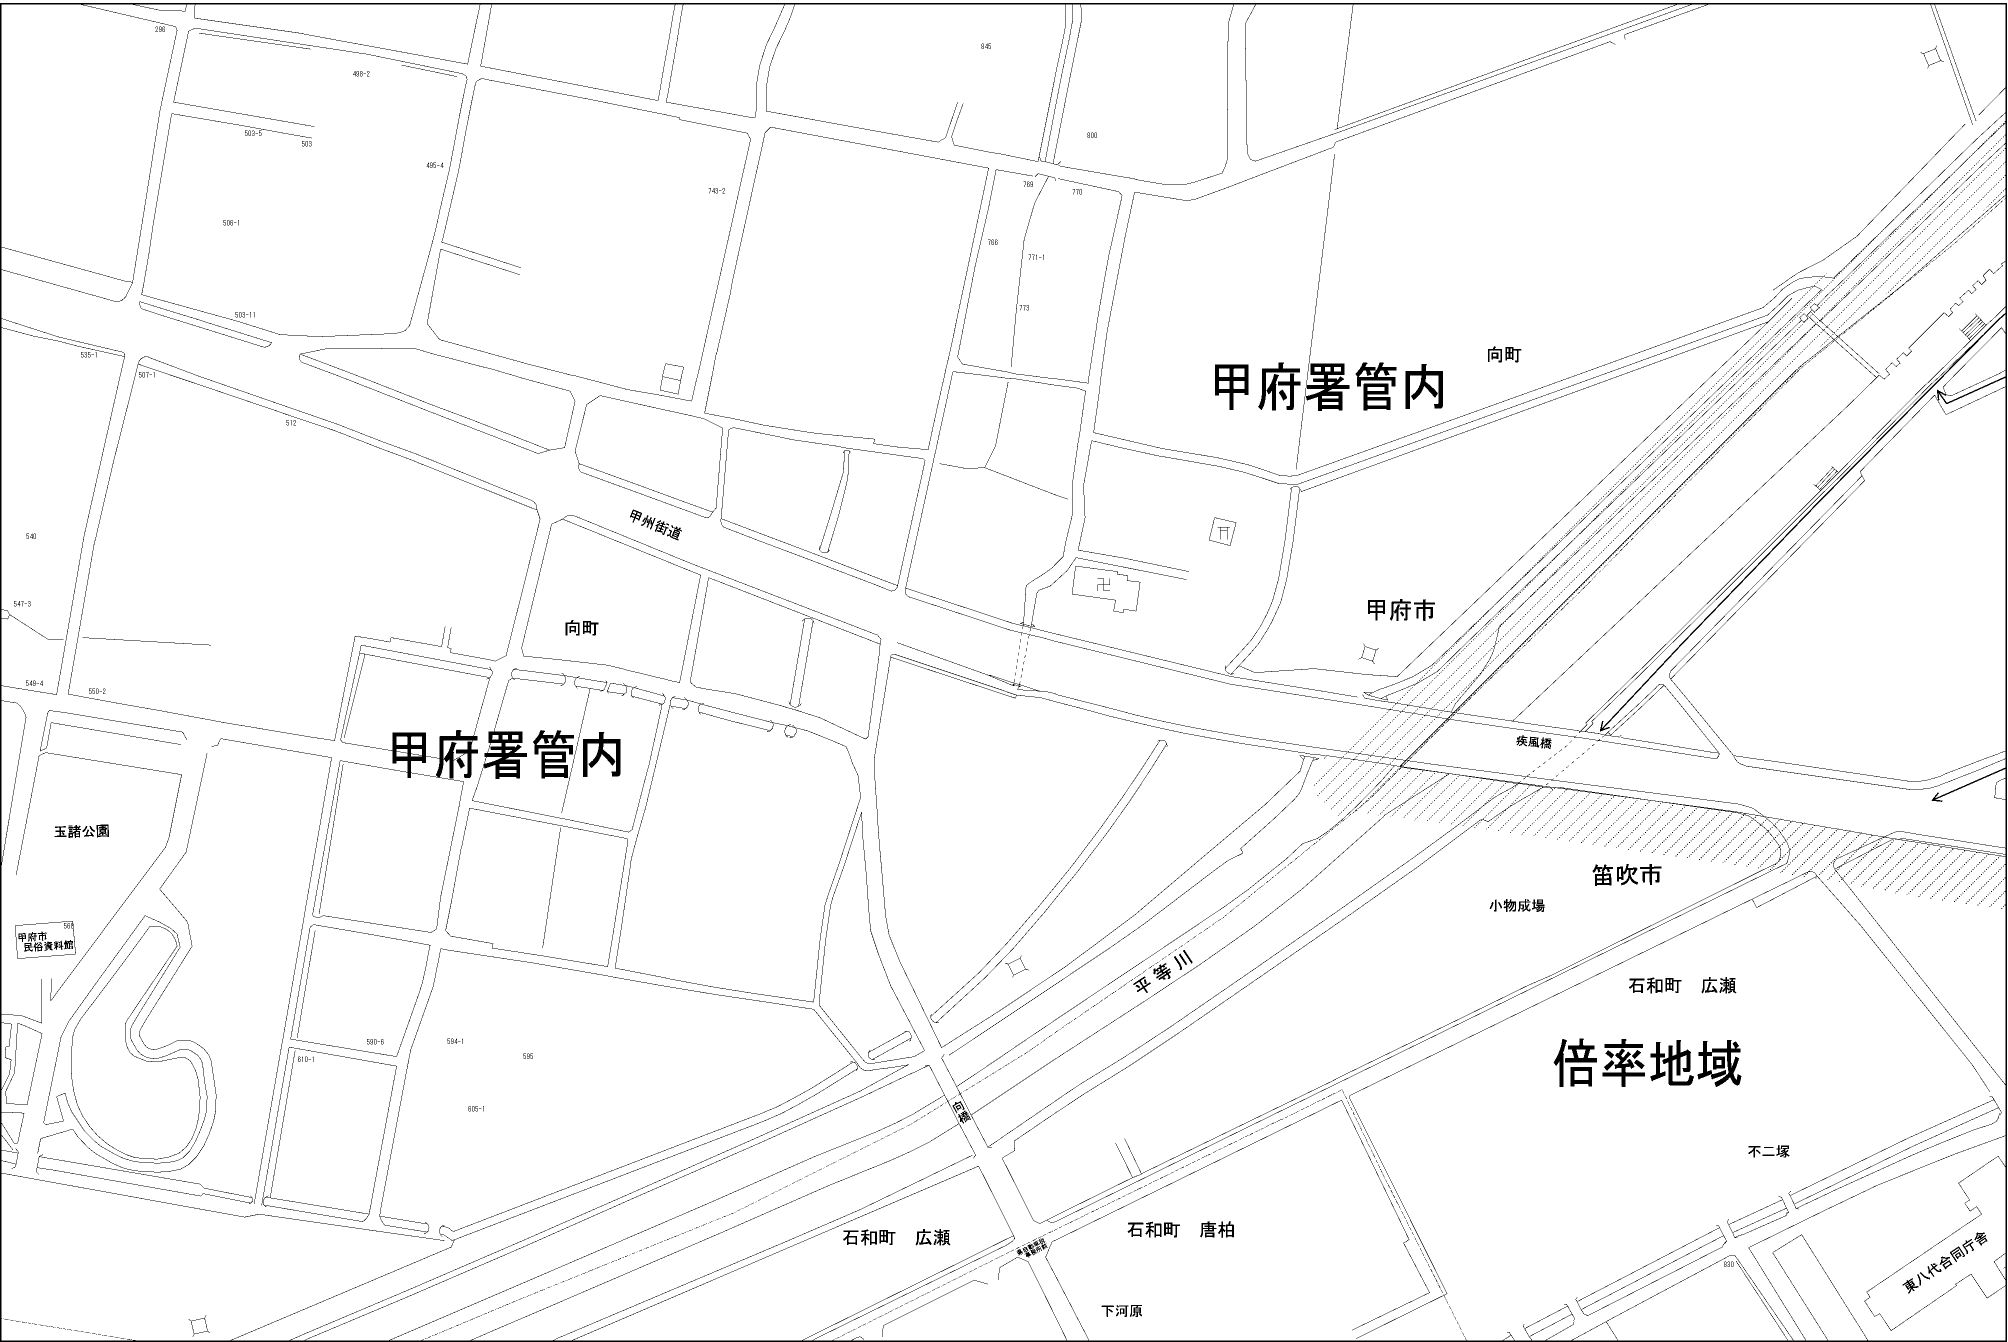 296
845
498-2
503-5
503
800
495-4
743-2
769
770
506-1
766
771-1
773
503-11
535-1
507-1
向町
甲府署管内
512
甲州街道
540
547-3
甲府市
向町
549-4
550-2
疾風橋
甲府署管内
玉諸公園
笛吹市
小物成場
568
甲府市
民俗資料館
平等川
石和町 広瀬
590-6
594-1
595
610-1
倍率地域
605-1
向橋
不二塚
石和町 広瀬
石和町 唐柏
830
東八代合同庁舎
下河原